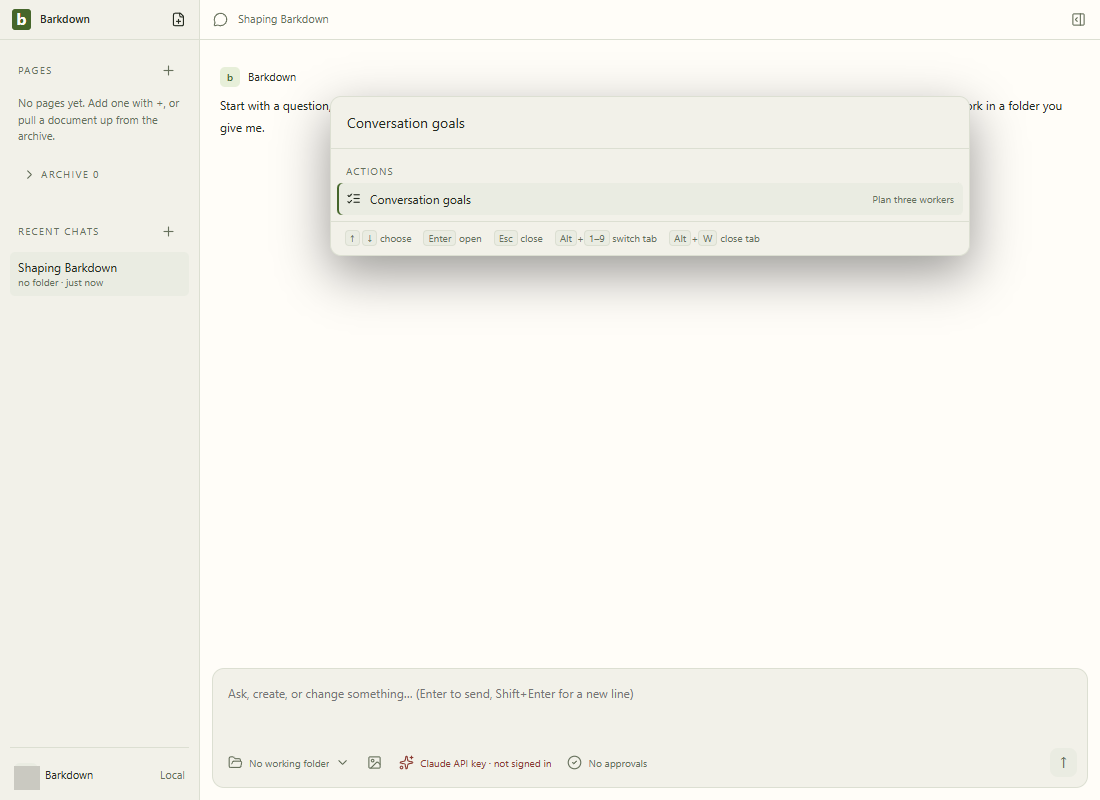 b Barkdown
Shaping Barkdown
PAGES
No pages yet. Add one with +, or
pull a document up from the
archive.
ARCHIVE 0
RECENT CHATS
Shaping Barkdown
no folder · just now
Barkdown Local
b Barkdown
Start with a question, ork in a folder you
give me.
Conversation goals
ACTIONS
Conversation goals Plan three workers
↑ ↓ choose Enter open Esc close Alt + 1–9 switch tab Alt + W close tab
Ask, create, or change something... (Enter to send, Shift+Enter for a new line)
No working folder Claude API key · not signed in No approvals ↑